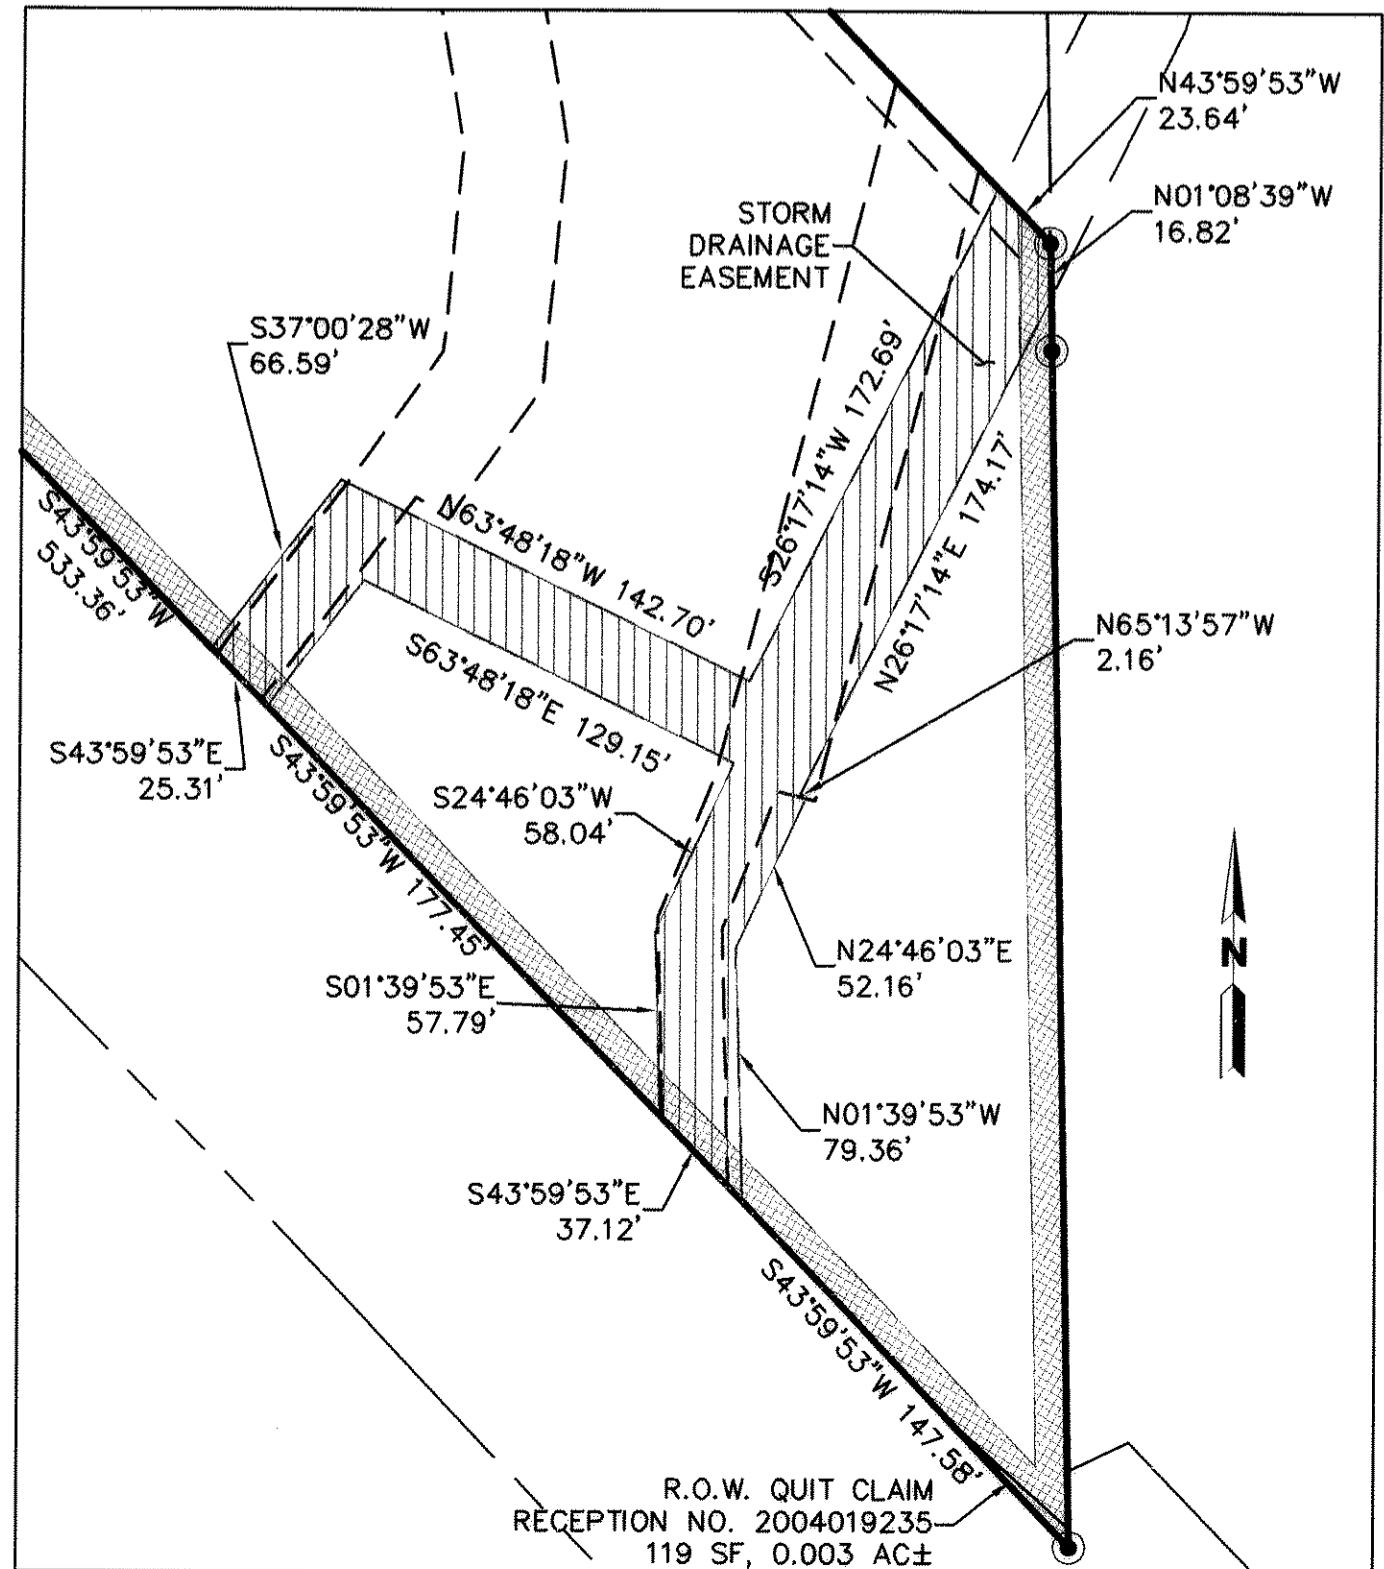 N43°59'53"W
23.64'
N01°08'39"W
16.82'
STORM
DRAINAGE
EASEMENT
S37°00'28"W
66.59'
S26°17'14"W 172.69'
N26°17'14"E 174.17'
S43°59'53"W
533.36'
N63°48'18"W 142.70'
S63°48'18"E 129.15'
N65°13'57"W
2.16'
S43°59'53"E
25.31'
S43°59'53"W 177.45'
S24°46'03"W
58.04'
N24°46'03"E
52.16'
N
S01°39'53"E
57.79'
N01°39'53"W
79.36'
S43°59'53"E
37.12'
S43°59'53"W 147.58'
R.O.W. QUIT CLAIM
RECEPTION NO. 2004019235
119 SF, 0.003 AC±